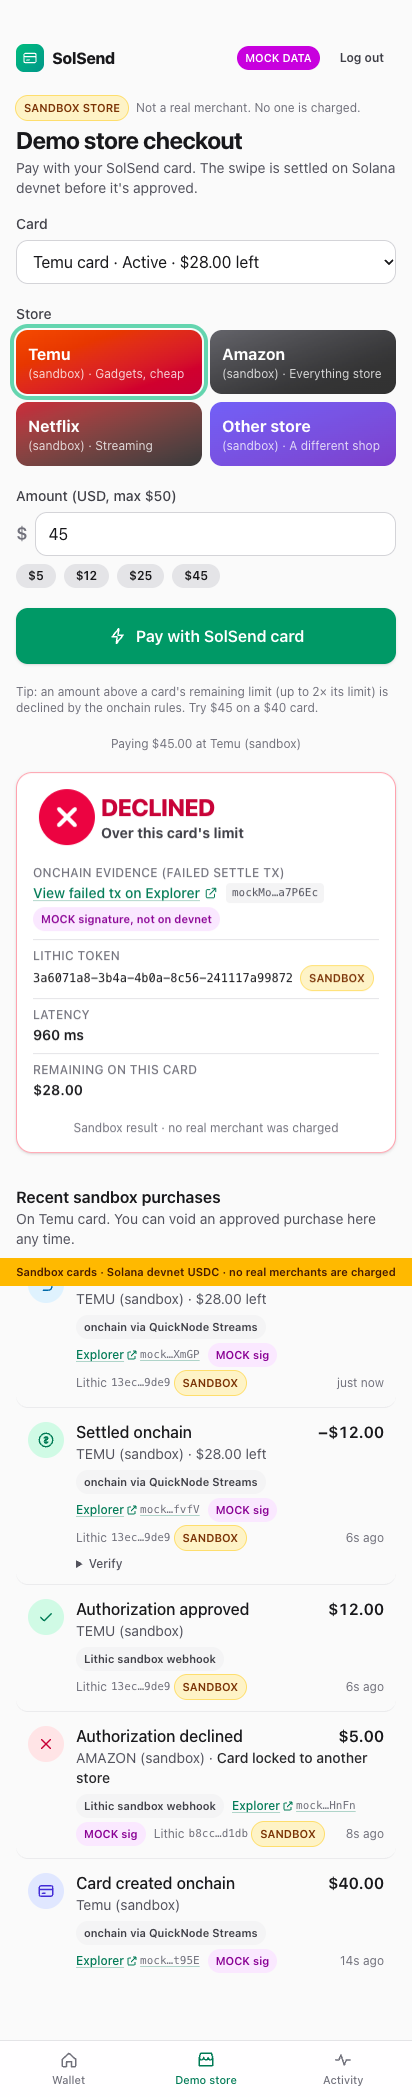 SolSend
MOCK DATA
Log out
SANDBOX STORE
Not a real merchant. No one is charged.
Demo store checkout
Pay with your SolSend card. The swipe is settled on Solana
devnet before it's approved.
Card
Temu card · Active · $28.00 left
Store
Temu
(sandbox) · Gadgets, cheap
Amazon
(sandbox) · Everything store
Netflix
(sandbox) · Streaming
Other store
(sandbox) · A different shop
Amount (USD, max $50)
$ 45
$5 $12 $25 $45
Pay with SolSend card
Tip: an amount above a card's remaining limit (up to 2× its limit) is
declined by the onchain rules. Try $45 on a $40 card.
Paying $45.00 at Temu (sandbox)
DECLINED
Over this card's limit
ONCHAIN EVIDENCE (FAILED SETTLE TX)
View failed tx on Explorer mockMo…a7P6Ec
MOCK signature, not on devnet
LITHIC TOKEN
3a6071a8-3b4a-4b0a-8c56-241117a99872 SANDBOX
LATENCY
960 ms
REMAINING ON THIS CARD
$28.00
Sandbox result · no real merchant was charged
Recent sandbox purchases
On Temu card. You can void an approved purchase here
any time.
Sandbox cards · Solana devnet USDC · no real merchants are charged
TEMU (sandbox) · $28.00 left
onchain via QuickNode Streams
Explorer mock…XmGP MOCK sig
Lithic 13ec…9de9 SANDBOX just now
Settled onchain −$12.00
TEMU (sandbox) · $28.00 left
onchain via QuickNode Streams
Explorer mock…fvfV MOCK sig
Lithic 13ec…9de9 SANDBOX 6s ago
Verify
Authorization approved $12.00
TEMU (sandbox)
Lithic sandbox webhook
Lithic 13ec…9de9 SANDBOX 6s ago
Authorization declined $5.00
AMAZON (sandbox) · Card locked to another
store
Lithic sandbox webhook Explorer mock…HnFn
MOCK sig Lithic b8cc…d1db SANDBOX 8s ago
Card created onchain $40.00
Temu (sandbox)
onchain via QuickNode Streams
Explorer mock…t95E MOCK sig 14s ago
Wallet
Demo store
Activity